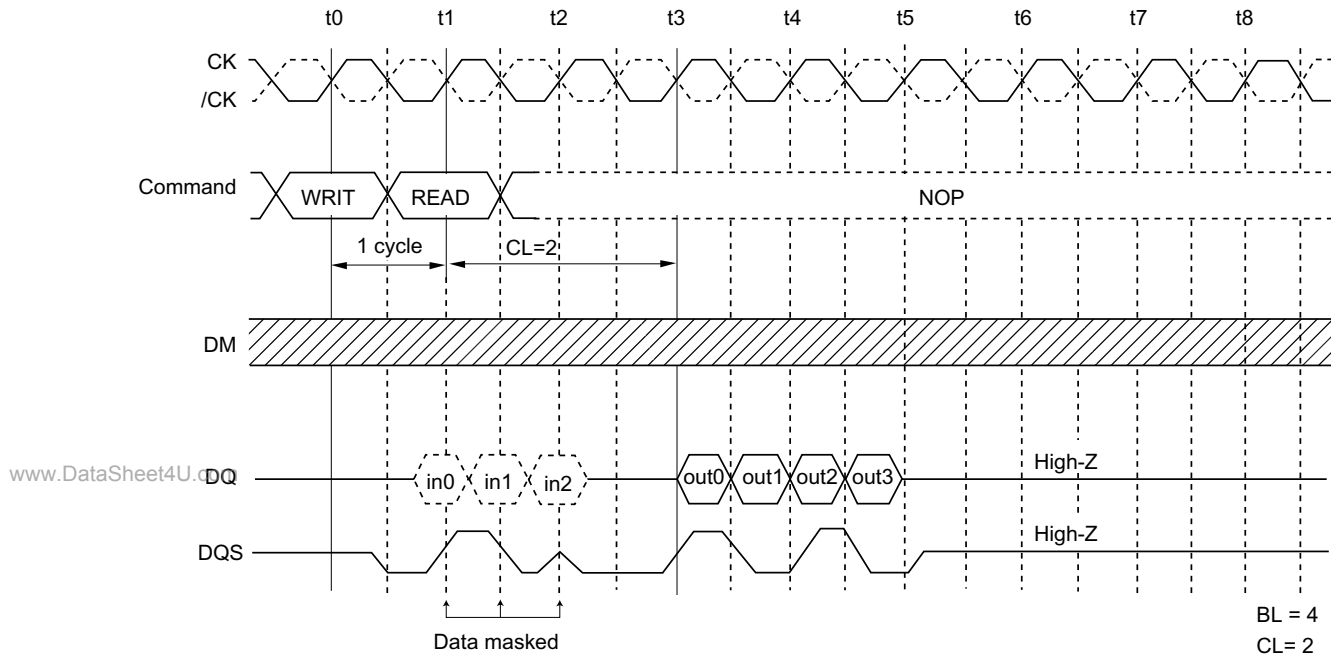 t0 t1 t2 t3 t4 t5 t6 t7 t8
CK
/CK
Command WRIT READ NOP
1 cycle CL=2
DM
www.DataSheet4U.com
DQ in0 in1 in2 out0 out1 out2 out3 High-Z
DQS High-Z
Data masked
BL = 4
CL= 2